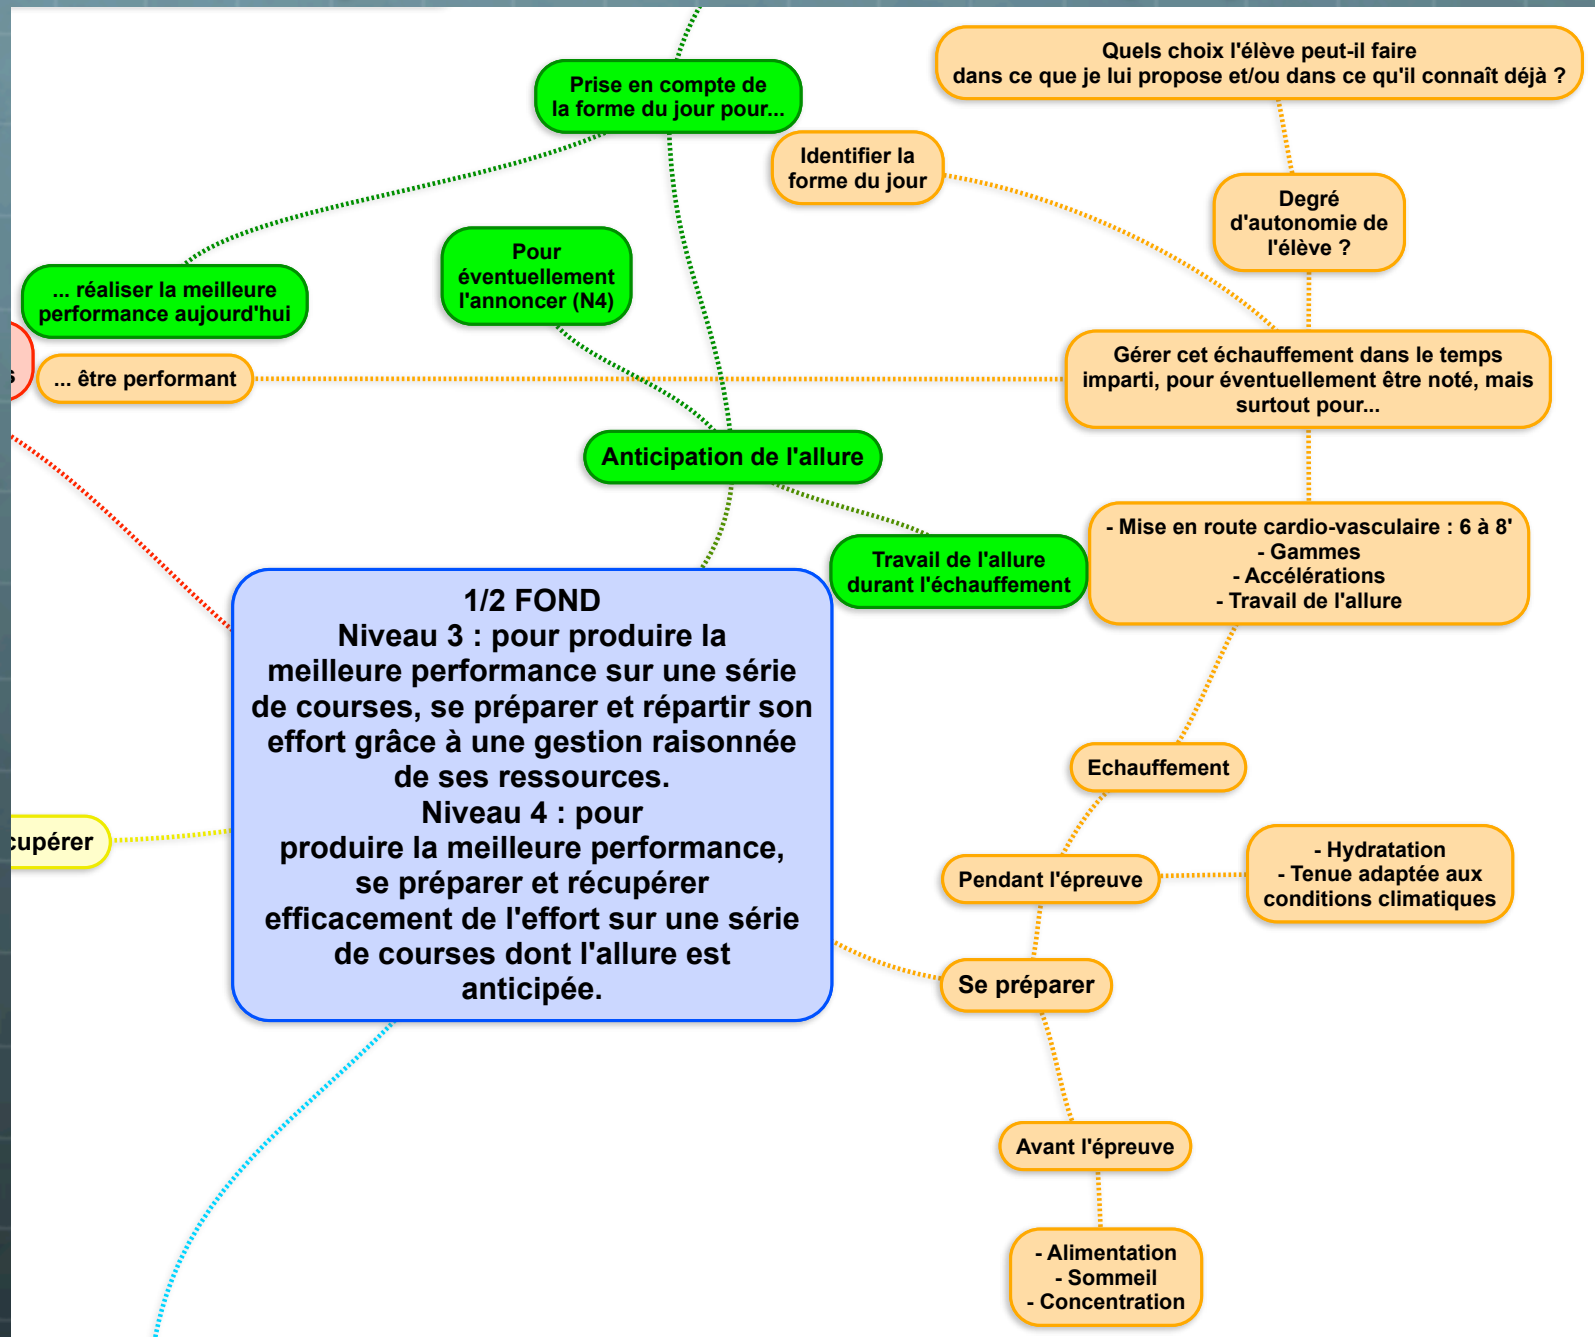 Quels choix l'élève peut-il faire
dans ce que je lui propose et/ou dans ce qu'il connaît déjà ?
Prise en compte de
la forme du jour pour...
Identifier la
forme du jour
Degré
d'autonomie de
l'élève ?
Pour
éventuellement
l'annoncer (N4)
... réaliser la meilleure
performance aujourd'hui
... être performant
Gérer cet échauffement dans le temps
imparti, pour éventuellement être noté, mais
surtout pour...
Anticipation de l'allure
Travail de l'allure
durant l'échauffement
- Mise en route cardio-vasculaire : 6 à 8'
- Gammes
- Accélérations
- Travail de l'allure
1/2 FOND
Niveau 3 : pour produire la
meilleure performance sur une série
de courses, se préparer et répartir son
effort grâce à une gestion raisonnée
de ses ressources.
Niveau 4 : pour
produire la meilleure performance,
se préparer et récupérer
efficacement de l'effort sur une série
de courses dont l'allure est
anticipée.
Echauffement
cupérer
Pendant l'épreuve
- Hydratation
- Tenue adaptée aux
conditions climatiques
Se préparer
Avant l'épreuve
- Alimentation
- Sommeil
- Concentration